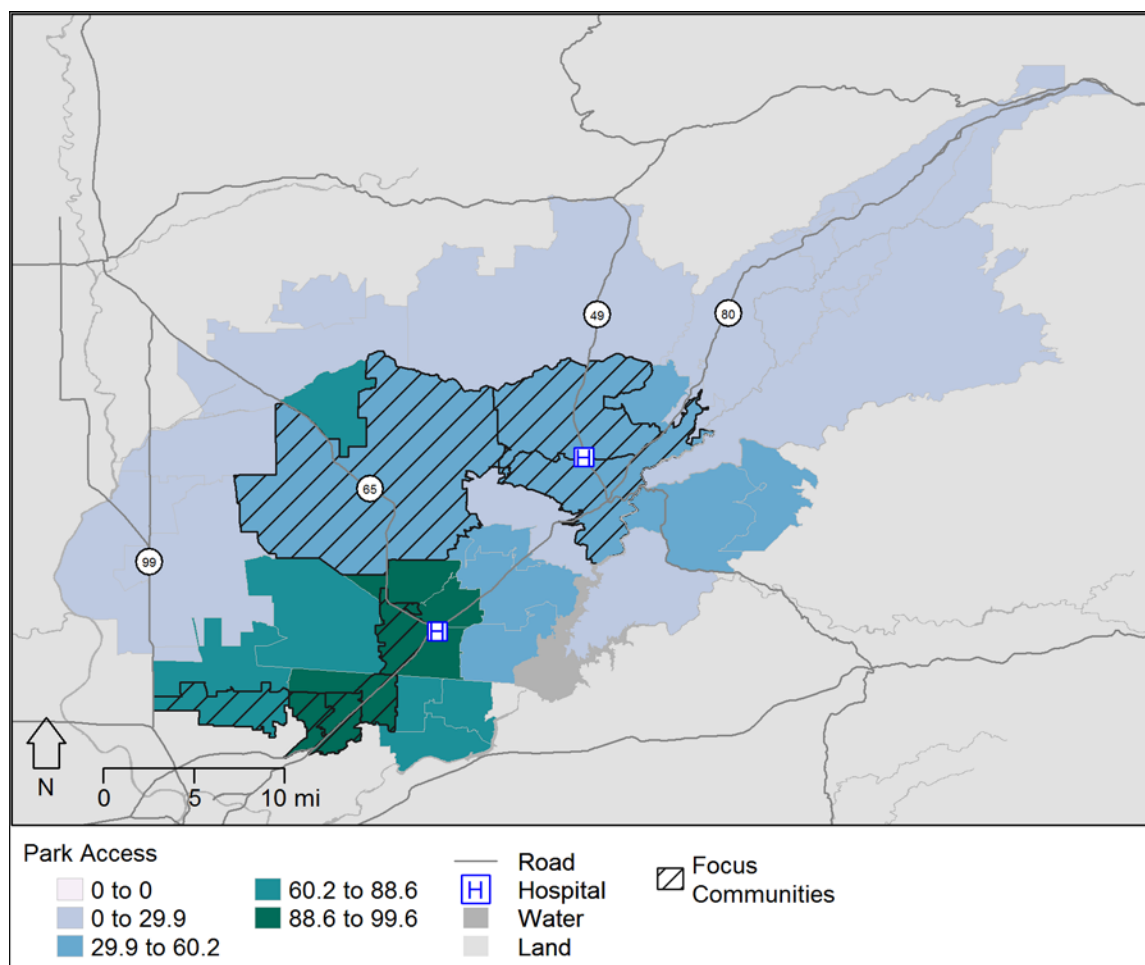 49
80
65
99
H
H
N
0 5 10 mi
Park Access
0 to 0
0 to 29.9
29.9 to 60.2
60.2 to 88.6
88.6 to 99.6
Road
H Hospital
Water
Land
Focus
Communities